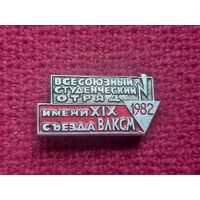 ВСЕСОЮЗНЫЙ
СТУДЕНЧЕСКИЙ
ОТРЯД
ИМЕНИ XIX 1982
СЪЕЗДА ВЛКСМ